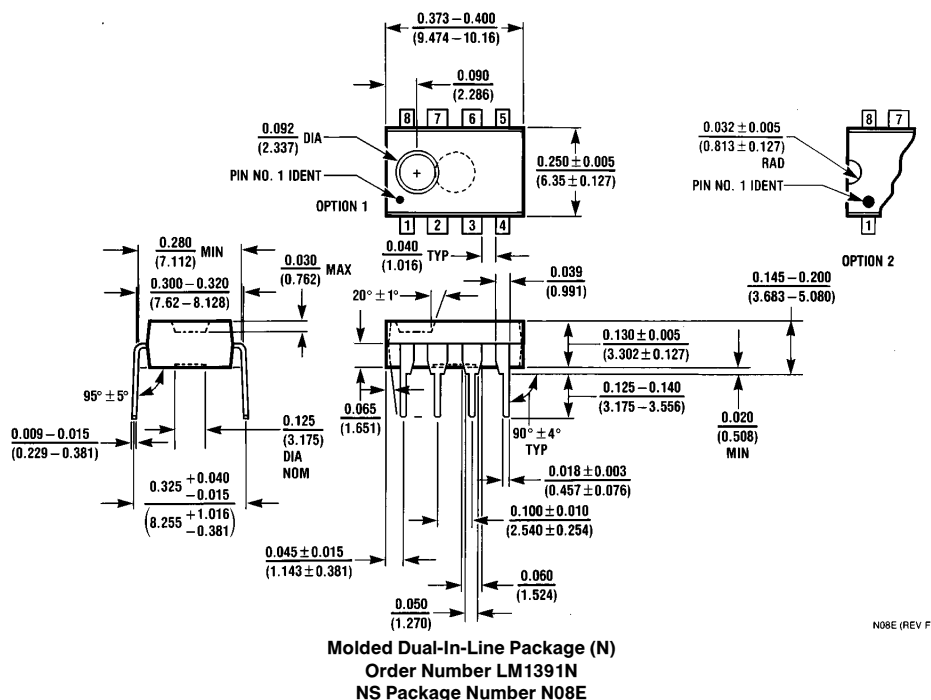 0.373 – 0.400
(9.474 – 10.16)
0.090
(2.286)
8 7 6 5
0.092 DIA
(2.337)
PIN NO. 1 IDENT
OPTION 1
0.250 ± 0.005
(6.35 ± 0.127)
1 2 3 4
8 7
0.032 ± 0.005
(0.813 ± 0.127)
RAD
PIN NO. 1 IDENT
1
OPTION 2
0.280 MIN
(7.112)
0.300 – 0.320
(7.62 – 8.128)
0.030 MAX
(0.762)
0.040 TYP
(1.016)
0.039
(0.991)
0.145 – 0.200
(3.683 – 5.080)
20° ± 1°
0.130 ± 0.005
(3.302 ± 0.127)
95° ± 5°
0.065
(1.651)
0.125 – 0.140
(3.175 – 3.556)
0.020
(0.508)
MIN
0.009 – 0.015
(0.229 – 0.381)
0.125
(3.175)
DIA
NOM
90° ± 4°
TYP
0.018 ± 0.003
(0.457 ± 0.076)
0.325 +0.040
−0.015
(8.255 +1.016
−0.381)
0.100 ± 0.010
(2.540 ± 0.254)
0.045 ± 0.015
(1.143 ± 0.381)
0.060
(1.524)
0.050
(1.270)
N08E (REV F
Molded Dual-In-Line Package (N)
Order Number LM1391N
NS Package Number N08E